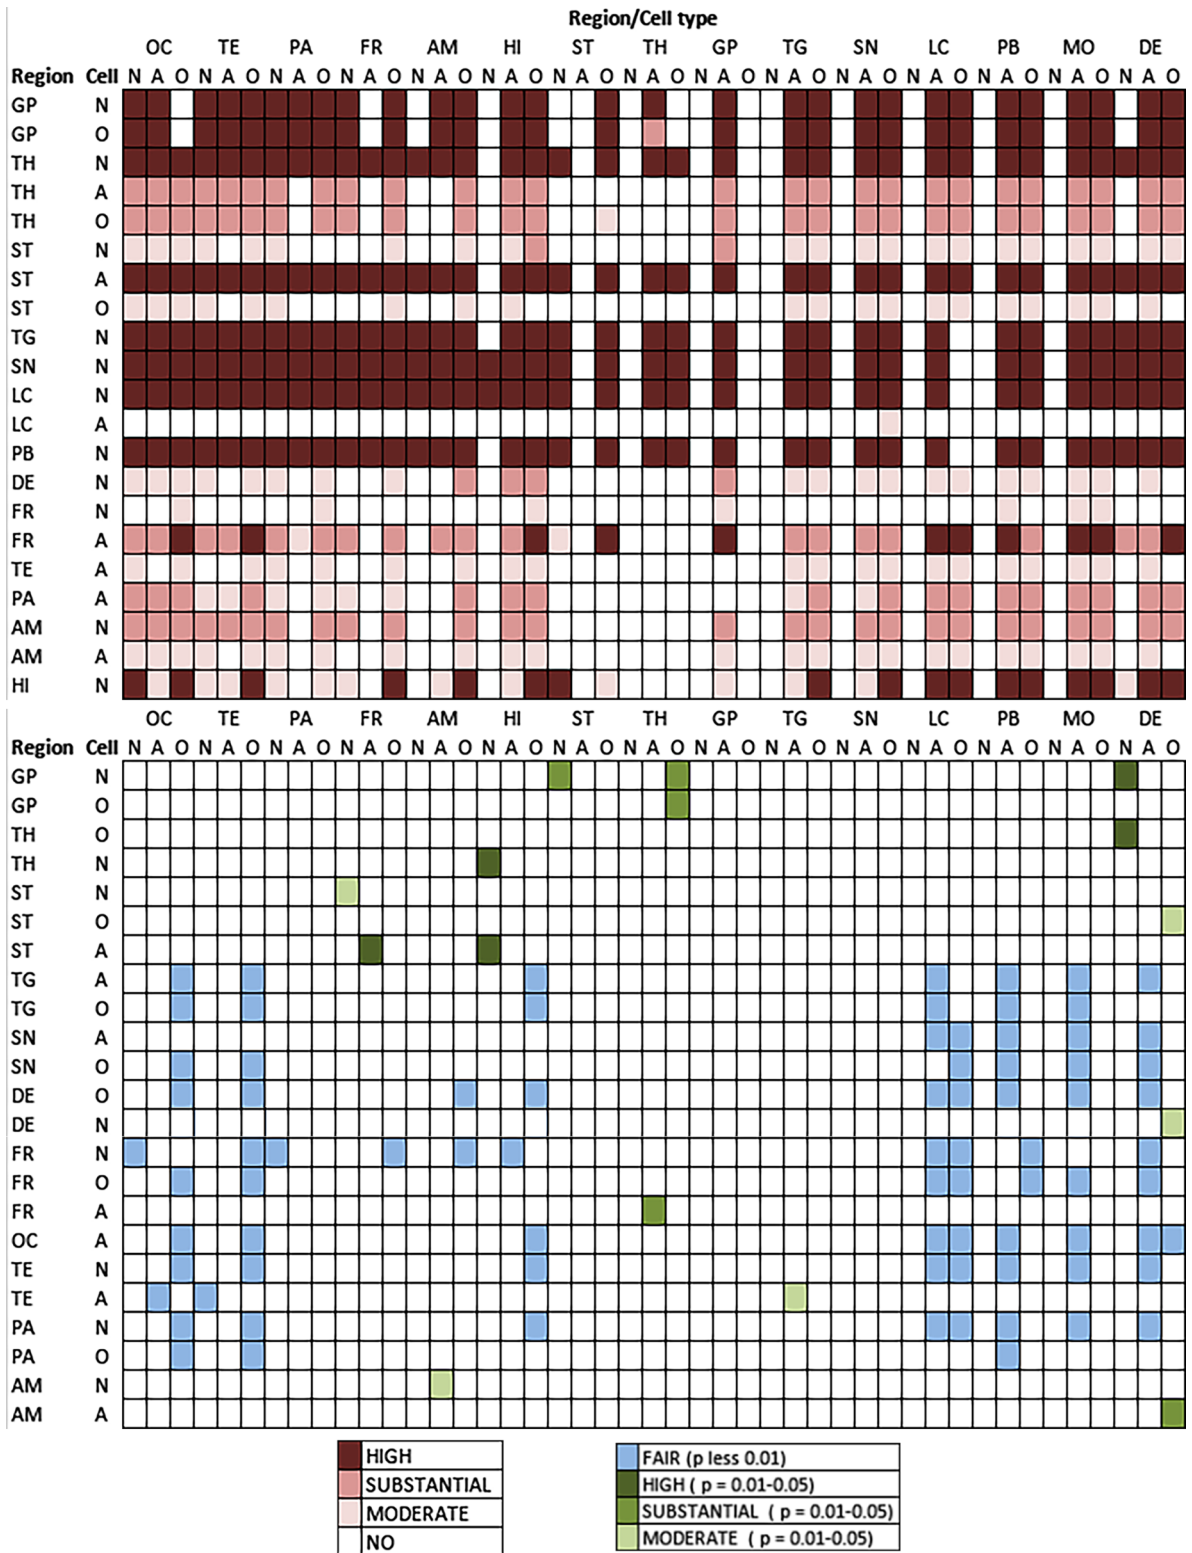 Region/Cell type
OC TE PA FR AM HI ST TH GP TG SN LC PB MO DE
Region Cell N A O N A O N A O N A O N A O N A O N A O N A O N A O N A O N A O N A O N A O N A O N A O
GP N
GP O
TH N
TH A
TH O
ST N
ST A
ST O
TG N
SN N
LC N
LC A
PB N
DE N
FR N
FR A
TE A
PA A
AM N
AM A
HI N
OC TE PA FR AM HI ST TH GP TG SN LC PB MO DE
Region Cell N A O N A O N A O N A O N A O N A O N A O N A O N A O N A O N A O N A O N A O N A O N A O
GP N
GP O
TH O
TH N
ST N
ST O
ST A
TG A
TG O
SN A
SN O
DE O
DE N
FR N
FR O
FR A
OC A
TE N
TE A
PA N
PA O
AM N
AM A
HIGH
SUBSTANTIAL
MODERATE
NO
FAIR (p less 0.01)
HIGH ( p = 0.01-0.05)
SUBSTANTIAL ( p = 0.01-0.05)
MODERATE ( p = 0.01-0.05)